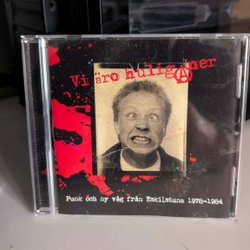 Vi äro huligAner
Punk och ny våg från Eskilstuna 1978-1984